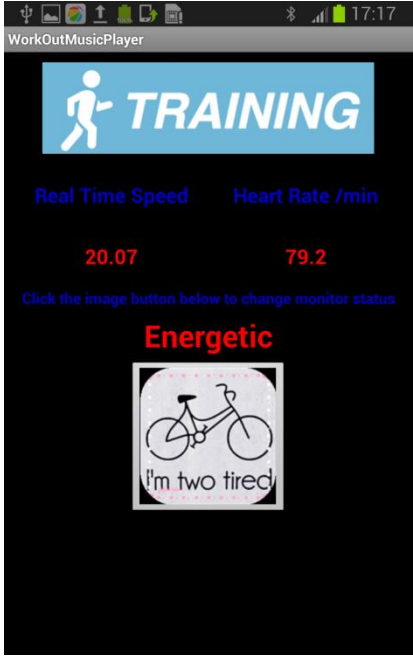 17:17
WorkOutMusicPlayer
TRAINING
Real Time Speed Heart Rate /min
20.07 79.2
Click the image button below to change monitor status
Energetic
I'm two tired